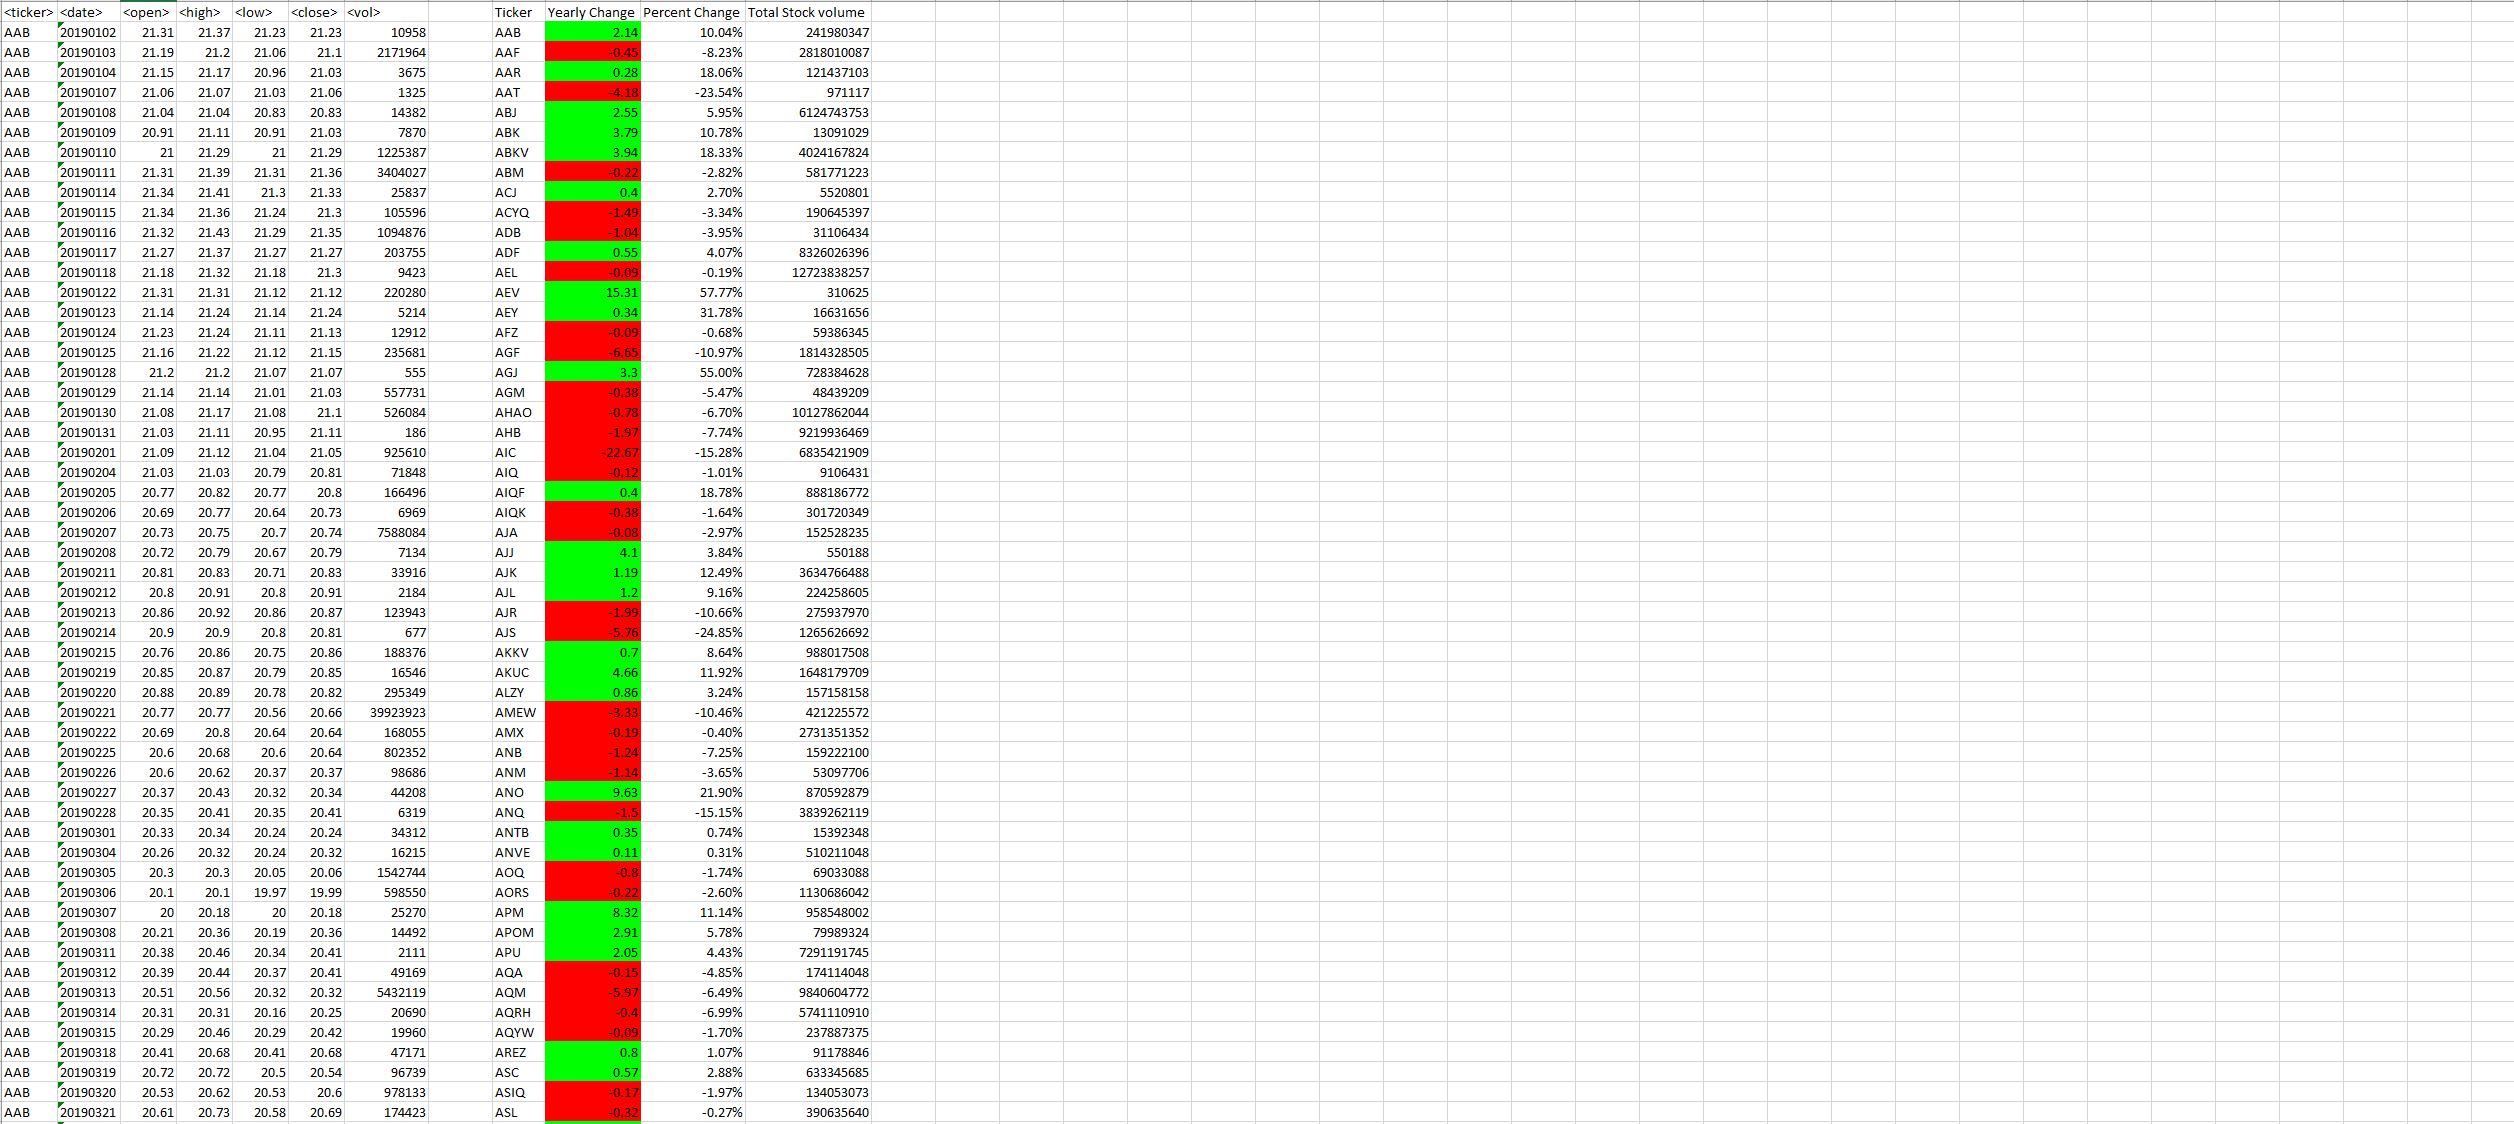 <ticker> <date> <open> <high> <low> <close> <vol> Ticker Yearly Change Percent Change Total Stock volume
AAB 20190102 21.31 21.37 21.23 21.23 10958 AAB 2.14 10.04% 241980347
AAB 20190103 21.19 21.2 21.06 21.1 2171964 AAF -0.45 -8.23% 2818010087
AAB 20190104 21.15 21.17 20.96 21.03 3675 AAR 0.28 18.06% 121437103
AAB 20190107 21.06 21.07 21.03 21.06 1325 AAT -4.18 -23.54% 971117
AAB 20190108 21.04 21.04 20.83 20.83 14382 ABJ 2.55 5.95% 6124743753
AAB 20190109 20.91 21.11 20.91 21.03 7870 ABK 3.79 10.78% 13091029
AAB 20190110 21 21.29 21 21.29 1225387 ABKV 3.94 18.33% 4024167824
AAB 20190111 21.31 21.39 21.31 21.36 3404027 ABM -0.22 -2.82% 581771223
AAB 20190114 21.34 21.41 21.3 21.33 25837 ACJ 0.4 2.70% 5520801
AAB 20190115 21.34 21.36 21.24 21.3 105596 ACYQ -1.49 -3.34% 190645397
AAB 20190116 21.32 21.43 21.29 21.35 1094876 ADB -1.04 -3.95% 31106434
AAB 20190117 21.27 21.37 21.27 21.27 203755 ADF 0.55 4.07% 8326026396
AAB 20190118 21.18 21.32 21.18 21.3 9423 AEL -0.09 -0.19% 12723838257
AAB 20190122 21.31 21.31 21.12 21.12 220280 AEV 15.31 57.77% 310625
AAB 20190123 21.14 21.24 21.14 21.24 5214 AEY 0.34 31.78% 16631656
AAB 20190124 21.23 21.24 21.11 21.13 12912 AFZ -0.09 -0.68% 59386345
AAB 20190125 21.16 21.22 21.12 21.15 235681 AGF -6.65 -10.97% 1814328505
AAB 20190128 21.2 21.2 21.07 21.07 555 AGJ 3.3 55.00% 728384628
AAB 20190129 21.14 21.14 21.01 21.03 557731 AGM -0.38 -5.47% 48439209
AAB 20190130 21.08 21.17 21.08 21.1 526084 AHAO -0.78 -6.70% 10127862044
AAB 20190131 21.03 21.11 20.95 21.11 186 AHB -1.97 -7.74% 9219936469
AAB 20190201 21.09 21.12 21.04 21.05 925610 AIC -22.67 -15.28% 6835421909
AAB 20190204 21.03 21.03 20.79 20.81 71848 AIQ -0.12 -1.01% 9106431
AAB 20190205 20.77 20.82 20.77 20.8 166496 AIQF 0.4 18.78% 888186772
AAB 20190206 20.69 20.77 20.64 20.73 6969 AIQK -0.38 -1.64% 301720349
AAB 20190207 20.73 20.75 20.7 20.74 7588084 AJA -0.08 -2.97% 152528235
AAB 20190208 20.72 20.79 20.67 20.79 7134 AJJ 4.1 3.84% 550188
AAB 20190211 20.81 20.83 20.71 20.83 33916 AJK 1.19 12.49% 3634766488
AAB 20190212 20.8 20.91 20.8 20.91 2184 AJL 1.2 9.16% 224258605
AAB 20190213 20.86 20.92 20.86 20.87 123943 AJR -1.99 -10.66% 275937970
AAB 20190214 20.9 20.9 20.8 20.81 677 AJS -5.76 -24.85% 1265626692
AAB 20190215 20.76 20.86 20.75 20.86 188376 AKKV 0.7 8.64% 988017508
AAB 20190219 20.85 20.87 20.79 20.85 16546 AKUC 4.66 11.92% 1648179709
AAB 20190220 20.88 20.89 20.78 20.82 295349 ALZY 0.86 3.24% 157158158
AAB 20190221 20.77 20.77 20.56 20.66 39923923 AMEW -3.33 -10.46% 421225572
AAB 20190222 20.69 20.8 20.64 20.64 168055 AMX -0.19 -0.40% 2731351352
AAB 20190225 20.6 20.68 20.6 20.64 802352 ANB -1.24 -7.25% 159222100
AAB 20190226 20.6 20.62 20.37 20.37 98686 ANM -1.14 -3.65% 53097706
AAB 20190227 20.37 20.43 20.32 20.34 44208 ANO 9.63 21.90% 870592879
AAB 20190228 20.35 20.41 20.35 20.41 6319 ANQ -1.5 -15.15% 3839262119
AAB 20190301 20.33 20.34 20.24 20.24 34312 ANTB 0.35 0.74% 15392348
AAB 20190304 20.26 20.32 20.24 20.32 16215 ANVE 0.11 0.31% 510211048
AAB 20190305 20.3 20.3 20.05 20.06 1542744 AOQ -0.8 -1.74% 69033088
AAB 20190306 20.1 20.1 19.97 19.99 598550 AORS -0.22 -2.60% 1130686042
AAB 20190307 20 20.18 20 20.18 25270 APM 8.32 11.14% 958548002
AAB 20190308 20.21 20.36 20.19 20.36 14492 APOM 2.91 5.78% 79989324
AAB 20190311 20.38 20.46 20.34 20.41 2111 APU 2.05 4.43% 7291191745
AAB 20190312 20.39 20.44 20.37 20.41 49169 AQA -0.15 -4.85% 174114048
AAB 20190313 20.51 20.56 20.32 20.32 5432119 AQM -5.97 -6.49% 9840604772
AAB 20190314 20.31 20.31 20.16 20.25 20690 AQRH -0.4 -6.99% 5741110910
AAB 20190315 20.29 20.46 20.29 20.42 19960 AQYW -0.09 -1.70% 237887375
AAB 20190318 20.41 20.68 20.41 20.68 47171 AREZ 0.8 1.07% 91178846
AAB 20190319 20.72 20.72 20.5 20.54 96739 ASC 0.57 2.88% 633345685
AAB 20190320 20.53 20.62 20.53 20.6 978133 ASIQ -0.17 -1.97% 134053073
AAB 20190321 20.61 20.73 20.58 20.69 174423 ASL -0.32 -0.27% 390635640